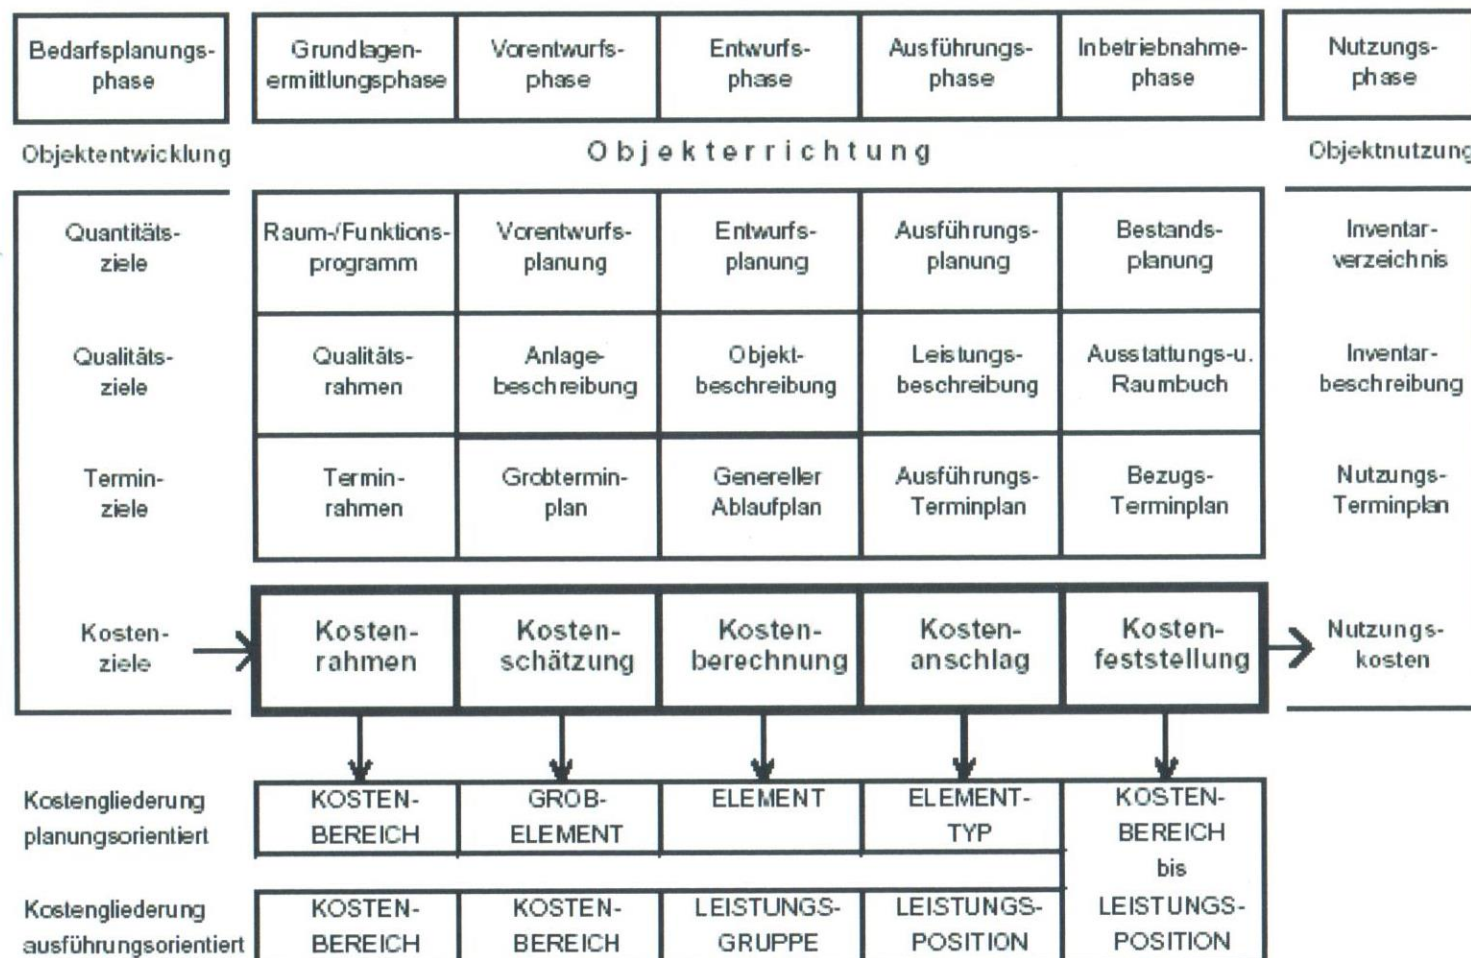 Bedarfsplanungs-
phase
Grundlagen-
ermittlungsphase
Vorentwurfs-
phase
Entwurfs-
phase
Ausführungs-
phase
Inbetriebnahme-
phase
Nutzungs-
phase
Objektentwicklung
Objekterrichtung
Objektnutzung
Quantitäts-
ziele
Raum-/Funktions-
programm
Vorentwurfs-
planung
Entwurfs-
planung
Ausführungs-
planung
Bestands-
planung
Inventar-
verzeichnis
Qualitäts-
ziele
Qualitäts-
rahmen
Anlage-
beschreibung
Objekt-
beschreibung
Leistungs-
beschreibung
Ausstattungs-u.
Raumbuch
Inventar-
beschreibung
Termin-
ziele
Termin-
rahmen
Grobtermin-
plan
Genereller
Ablaufplan
Ausführungs-
Terminplan
Bezugs-
Terminplan
Nutzungs-
Terminplan
Kosten-
ziele
Kosten-
rahmen
Kosten-
schätzung
Kosten-
berechnung
Kosten-
anschlag
Kosten-
feststellung
Nutzungs-
kosten
Kostengliederung
planungsorientiert
KOSTEN-
BEREICH
GROB-
ELEMENT
ELEMENT
ELEMENT-
TYP
KOSTEN-
BEREICH
bis
LEISTUNGS-
POSITION
Kostengliederung
ausführungsorientiert
KOSTEN-
BEREICH
KOSTEN-
BEREICH
LEISTUNGS-
GRUPPE
LEISTUNGS-
POSITION